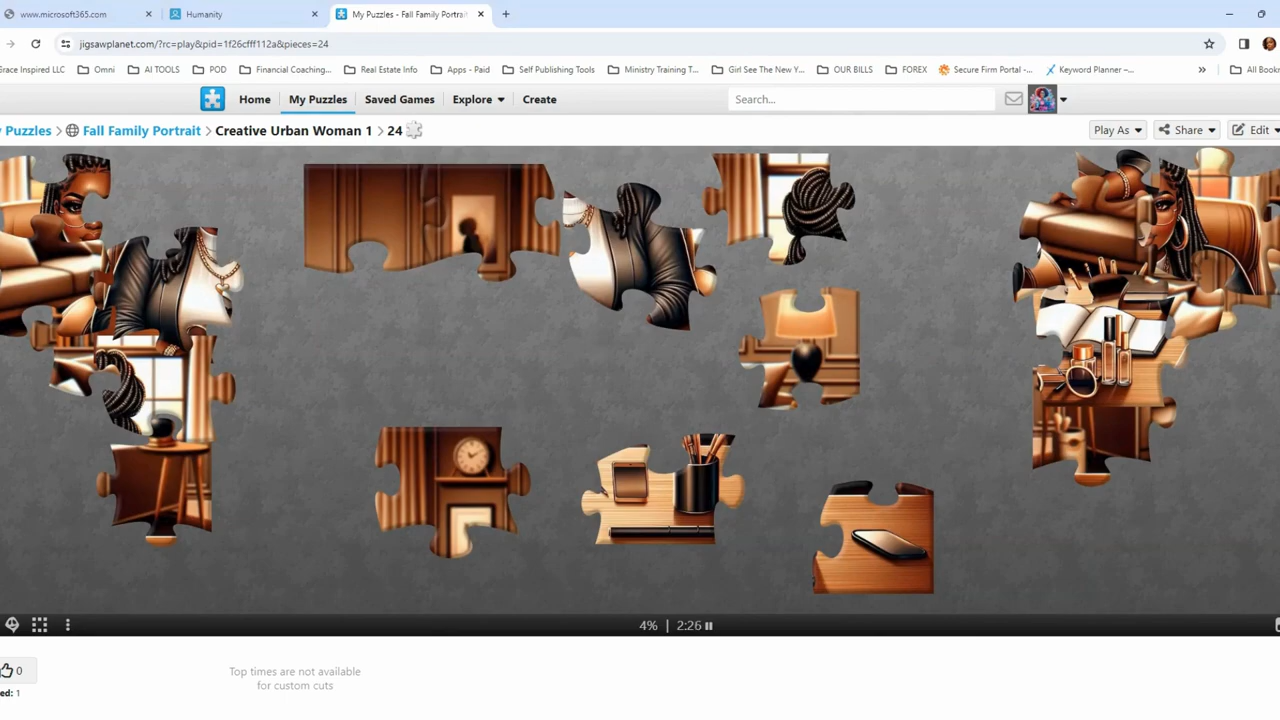 www.microsoft365.com
Humanity
My Puzzles - Fall Family Portrait
jigsawplanet.com/?rc=play&pid=1f26cfff112a&pieces=24
Grace Inspired LLC Omni AI TOOLS POD Financial Coaching... Real Estate Info Apps - Paid Self Publishing Tools Ministry Training T... Girl See The New Y... OUR BILLS FOREX Secure Firm Portal -... Keyword Planner –... » All Book
Home My Puzzles Saved Games Explore Create Search...
Puzzles > Fall Family Portrait > Creative Urban Woman 1 > 24 Play As Share Edit
4% | 2:26
0
Top times are not available
for custom cuts
ed: 1